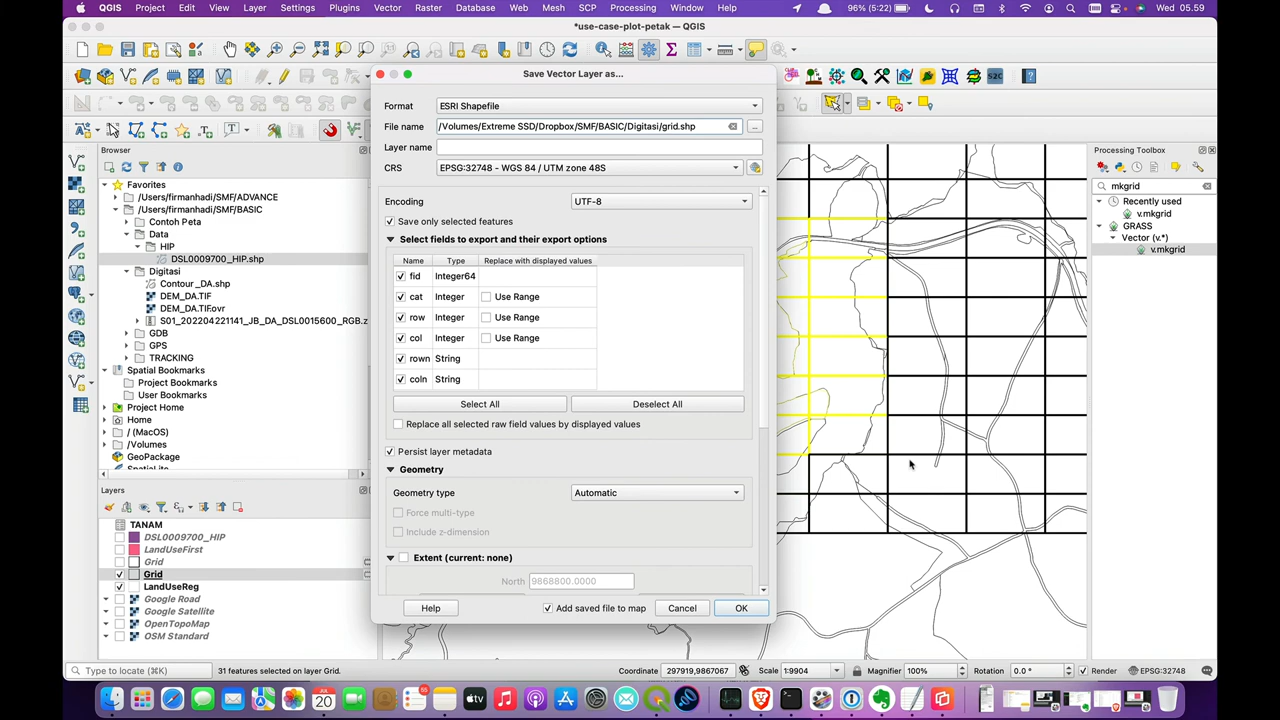 QGIS Project Edit View Layer Settings Plugins Vector Raster Database Web Mesh SCP Processing Window 96% (5:22) Wed 05.59
*use-case-plot-petak — QGIS
Save Vector Layer as...
Format ESRI Shapefile
File name /Volumes/Extreme SSD/Dropbox/SMF/BASIC/Digitasi/grid.shp ...
Layer name
CRS EPSG:32748 - WGS 84 / UTM zone 48S
Encoding UTF-8
Save only selected features
Select fields to export and their export options
Name Type Replace with displayed values
fid Integer64
cat Integer Use Range
row Integer Use Range
col Integer Use Range
rown String
coln String
Select All Deselect All
Replace all selected raw field values by displayed values
Persist layer metadata
Geometry
Geometry type Automatic
Force multi-type
Include z-dimension
Extent (current: none)
North 9868800.0000
Help Add saved file to map Cancel OK
Browser
Favorites
/Users/firmanhadi/SMF/ADVANCE
/Users/firmanhadi/SMF/BASIC
Contoh Peta
Data
HIP
DSL0009700_HIP.shp
Digitasi
Contour_DA.shp
DEM_DA.TIF
DEM_DA.TIFovr
S01_202204221141_JB_DA_DSL0015600_RGB.z
GDB
GPS
TRACKING
Spatial Bookmarks
Project Bookmarks
User Bookmarks
Project Home
Home
/ (MacOS)
/Volumes
GeoPackage
SpatiaLite
Layers
TANAM
DSL0009700_HIP
LandUseFirst
Grid
Grid
LandUseReg
Google Road
Google Satellite
OpenTopoMap
OSM Standard
Processing Toolbox
mkgrid
Recently used
v.mkgrid
GRASS
Vector (v.*)
v.mkgrid
S2C
Type to locate (⌘K) 31 features selected on layer Grid. Coordinate 297919,9867067 Scale 1:9904 Magnifier 100% Rotation 0.0 ° Render EPSG:32748
JUL
20
65